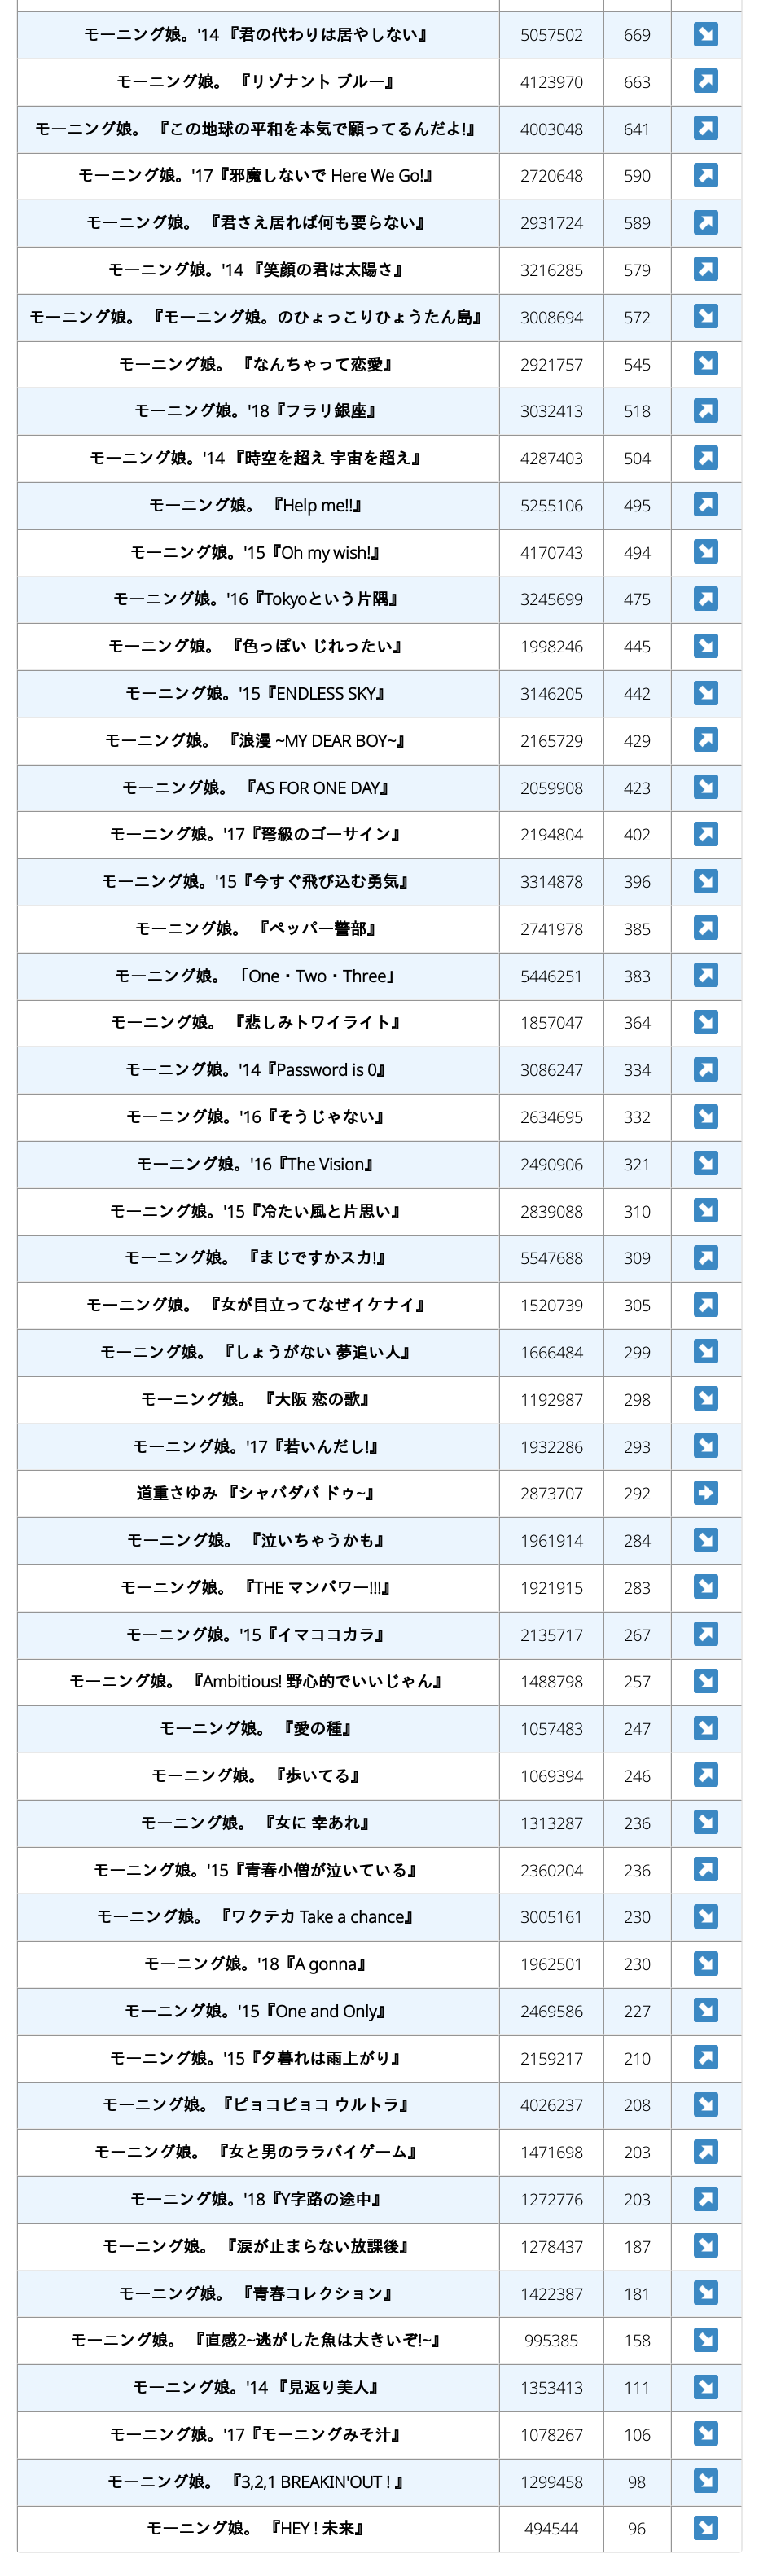 モーニング娘。'14 『君の代わりは居やしない』 5057502 669 ↘
モーニング娘。 『リゾナント ブルー』 4123970 663 ↗
モーニング娘。 『この地球の平和を本気で願ってるんだよ!』 4003048 641 ↗
モーニング娘。'17『邪魔しないで Here We Go!』 2720648 590 ↗
モーニング娘。 『君さえ居れば何も要らない』 2931724 589 ↗
モーニング娘。'14 『笑顔の君は太陽さ』 3216285 579 ↗
モーニング娘。 『モーニング娘。のひょっこりひょうたん島』 3008694 572 ↘
モーニング娘。 『なんちゃって恋愛』 2921757 545 ↘
モーニング娘。'18『フラリ銀座』 3032413 518 ↗
モーニング娘。'14 『時空を超え 宇宙を超え』 4287403 504 ↗
モーニング娘。 『Help me!!』 5255106 495 ↗
モーニング娘。'15『Oh my wish!』 4170743 494 ↘
モーニング娘。'16『Tokyoという片隅』 3245699 475 ↗
モーニング娘。 『色っぽい じれったい』 1998246 445 ↘
モーニング娘。'15『ENDLESS SKY』 3146205 442 ↘
モーニング娘。 『浪漫 ~MY DEAR BOY~』 2165729 429 ↗
モーニング娘。 『AS FOR ONE DAY』 2059908 423 ↘
モーニング娘。'17『弩級のゴーサイン』 2194804 402 ↗
モーニング娘。'15『今すぐ飛び込む勇気』 3314878 396 ↘
モーニング娘。 『ペッパー警部』 2741978 385 ↗
モーニング娘。 「One・Two・Three」 5446251 383 ↗
モーニング娘。 『悲しみトワイライト』 1857047 364 ↘
モーニング娘。'14『Password is 0』 3086247 334 ↗
モーニング娘。'16『そうじゃない』 2634695 332 ↘
モーニング娘。'16『The Vision』 2490906 321 ↘
モーニング娘。'15『冷たい風と片思い』 2839088 310 ↘
モーニング娘。 『まじですかスカ!』 5547688 309 ↗
モーニング娘。 『女が目立ってなぜイケナイ』 1520739 305 ↗
モーニング娘。 『しょうがない 夢追い人』 1666484 299 ↘
モーニング娘。 『大阪 恋の歌』 1192987 298 ↘
モーニング娘。'17『若いんだし!』 1932286 293 ↘
道重さゆみ 『シャバダバ ドゥ~』 2873707 292 →
モーニング娘。 『泣いちゃうかも』 1961914 284 ↘
モーニング娘。 『THE マンパワー!!!』 1921915 283 ↘
モーニング娘。'15『イマココカラ』 2135717 267 ↗
モーニング娘。 『Ambitious! 野心的でいいじゃん』 1488798 257 ↘
モーニング娘。 『愛の種』 1057483 247 ↘
モーニング娘。 『歩いてる』 1069394 246 ↗
モーニング娘。 『女に 幸あれ』 1313287 236 ↘
モーニング娘。'15『青春小僧が泣いている』 2360204 236 ↗
モーニング娘。 『ワクテカ Take a chance』 3005161 230 ↘
モーニング娘。'18『A gonna』 1962501 230 ↘
モーニング娘。'15『One and Only』 2469586 227 ↘
モーニング娘。'15『夕暮れは雨上がり』 2159217 210 ↗
モーニング娘。『ピョコピョコ ウルトラ』 4026237 208 ↘
モーニング娘。 『女と男のララバイゲーム』 1471698 203 ↗
モーニング娘。'18『Y字路の途中』 1272776 203 ↗
モーニング娘。 『涙が止まらない放課後』 1278437 187 ↘
モーニング娘。 『青春コレクション』 1422387 181 ↘
モーニング娘。 『直感2~逃がした魚は大きいぞ!~』 995385 158 ↘
モーニング娘。'14 『見返り美人』 1353413 111 ↘
モーニング娘。'17『モーニングみそ汁』 1078267 106 ↘
モーニング娘。 『3,2,1 BREAKIN'OUT ! 』 1299458 98 ↘
モーニング娘。 『HEY ! 未来』 494544 96 ↘